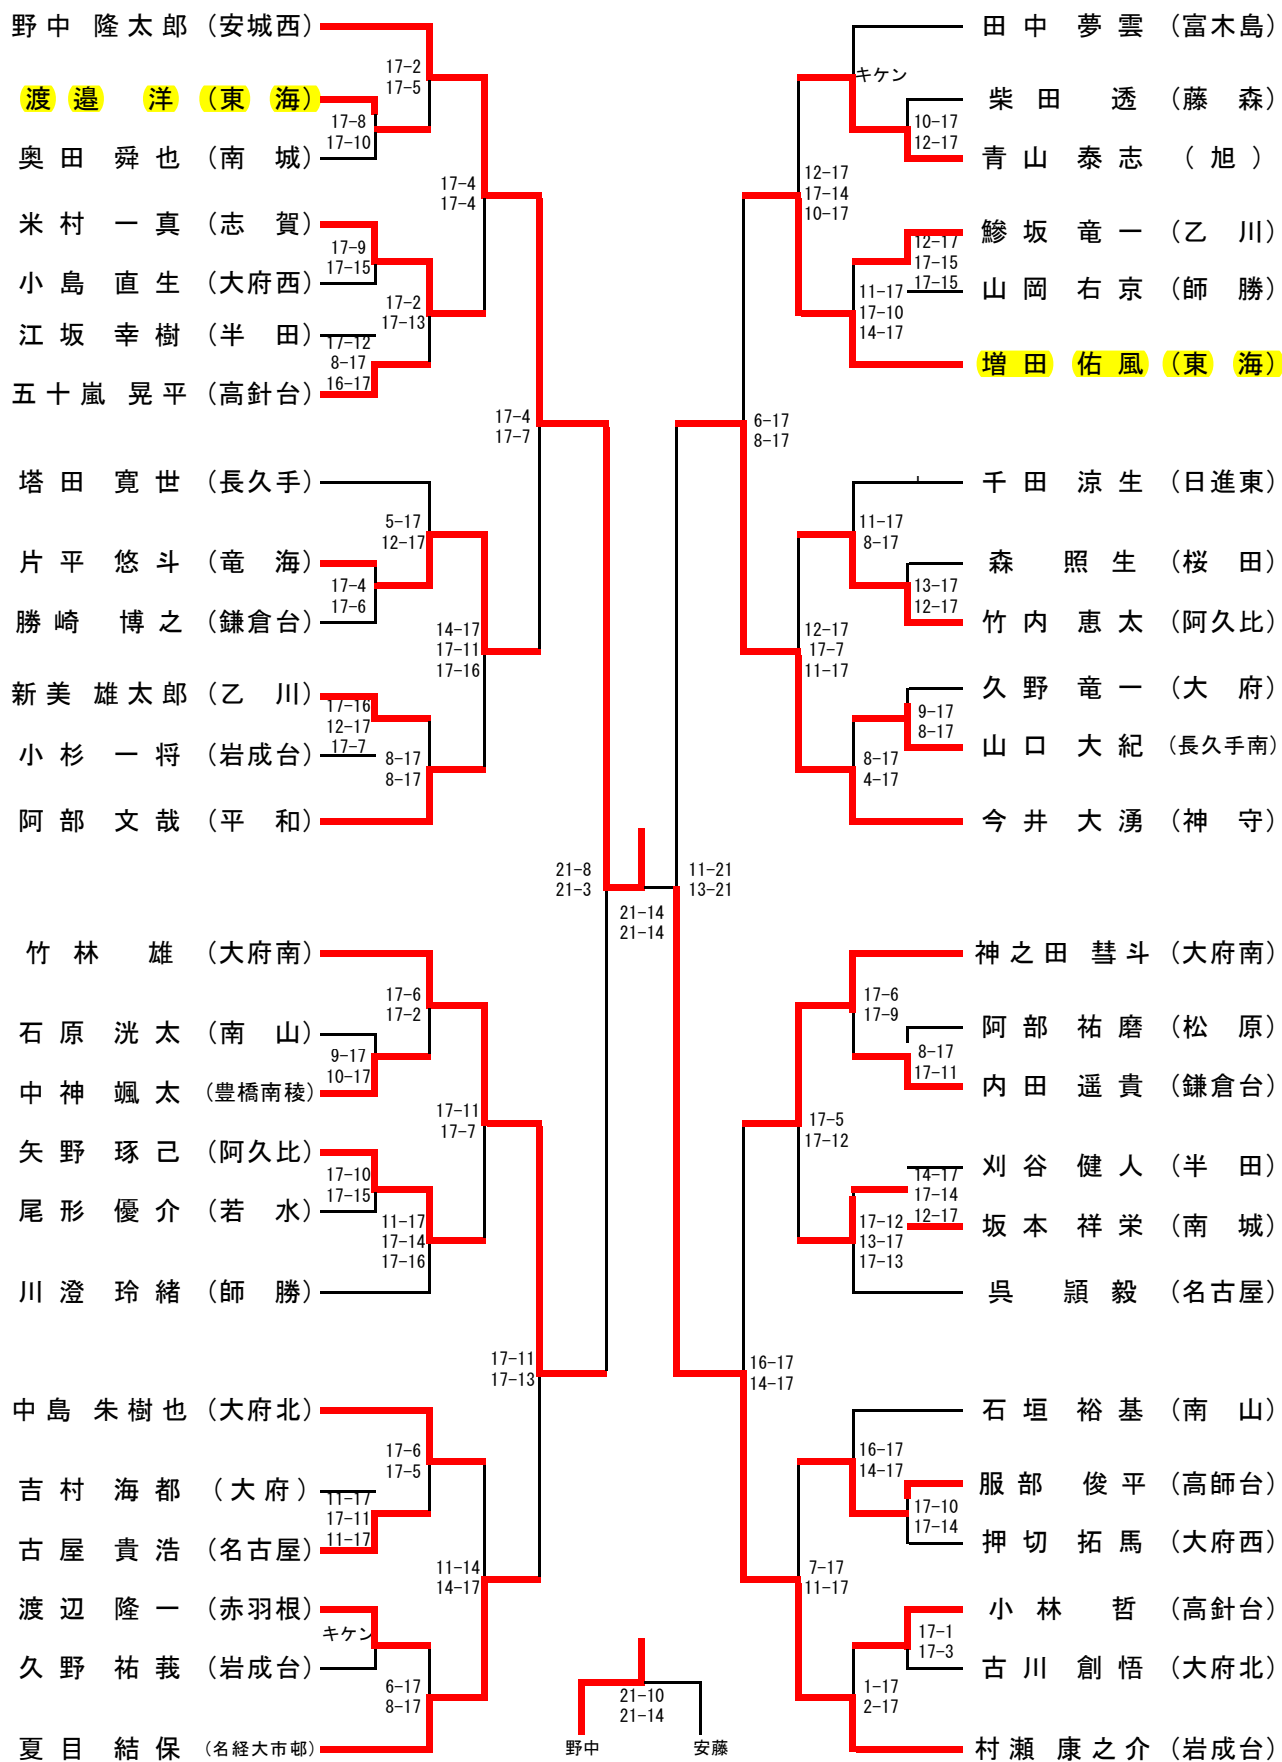 野中 隆太郎 (安城西)
17-2
17-5
渡邉 洋 (東 海)
17-8
17-10
奥田 舜也 (南 城)
17-4
17-4
米村 一真 (志 賀)
17-9
17-15
小島 直生 (大府西)
17-2
17-13
江坂 幸樹 (半 田)
17-12
8-17
16-17
五十嵐 晃平 (高針台)
17-4
17-7
塔田 寛世 (長久手)
5-17
12-17
片平 悠斗 (竜 海)
17-4
17-6
勝崎 博之 (鎌倉台)
14-17
17-11
17-16
新美 雄太郎 (乙 川)
17-16
12-17
17-7
小杉 一将 (岩成台)
8-17
8-17
阿部 文哉 (平 和)
21-8
21-3
竹林 雄 (大府南)
17-6
17-2
石原 洸太 (南 山)
9-17
10-17
中神 颯太 (豊橋南稜)
17-11
17-7
矢野 琢己 (阿久比)
17-10
17-15
尾形 優介 (若 水)
11-17
17-14
17-16
川澄 玲緒 (師 勝)
17-11
17-13
中島 朱樹也 (大府北)
17-6
17-5
吉村 海都 (大府)
11-17
17-11
11-17
古屋 貴浩 (名古屋)
11-14
14-17
渡辺 隆一 (赤羽根)
キケン
久野 祐莪 (岩成台)
6-17
8-17
夏目 結保 (名経大市邨)
21-14
21-14
21-10
21-14
野中 安藤
田中 夢雲 (富木島)
キケン
柴田 透 (藤 森)
10-17
12-17
青山 泰志 (旭)
12-17
17-14
10-17
鰺坂 竜一 (乙 川)
12-17
17-15
17-15
山岡 右京 (師 勝)
11-17
17-10
14-17
増田 佑風 (東 海)
6-17
8-17
千田 涼生 (日進東)
11-17
8-17
森 照生 (桜 田)
13-17
12-17
竹内 恵太 (阿久比)
12-17
17-7
11-17
久野 竜一 (大 府)
9-17
8-17
山口 大紀 (長久手南)
8-17
4-17
今井 大湧 (神 守)
11-21
13-21
神之田 彗斗 (大府南)
17-6
17-9
阿部 祐磨 (松 原)
8-17
17-11
内田 遥貴 (鎌倉台)
17-5
17-12
刈谷 健人 (半 田)
14-17
17-14
12-17
坂本 祥栄 (南 城)
17-12
13-17
17-13
呉 頴毅 (名古屋)
16-17
14-17
石垣 裕基 (南 山)
16-17
14-17
服部 俊平 (高師台)
17-10
17-14
押切 拓馬 (大府西)
7-17
11-17
小林 哲 (高針台)
17-1
17-3
古川 創悟 (大府北)
1-17
2-17
村瀬 康之介 (岩成台)